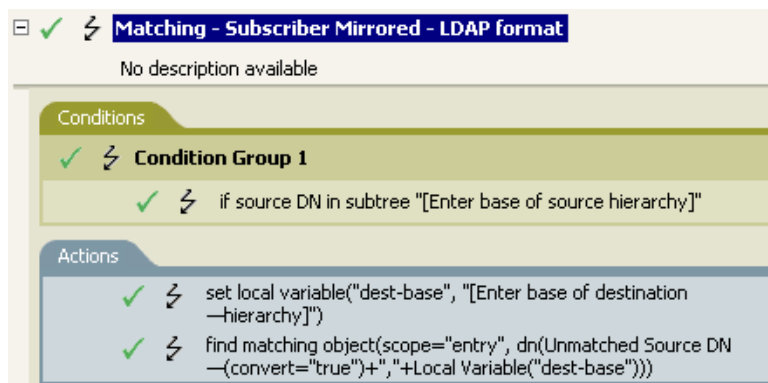 Matching - Subscriber Mirrored - LDAP format
No description available
Conditions
Condition Group 1
if source DN in subtree "[Enter base of source hierarchy]"
Actions
set local variable("dest-base", "[Enter base of destination
—hierarchy]")
find matching object(scope="entry", dn(Unmatched Source DN
—(convert="true")+","+Local Variable("dest-base")))